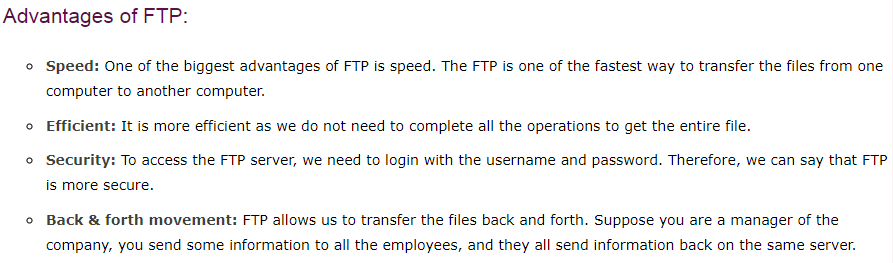 Advantages of FTP:
Speed: One of the biggest advantages of FTP is speed. The FTP is one of the fastest way to transfer the files from one
computer to another computer.
Efficient: It is more efficient as we do not need to complete all the operations to get the entire file.
Security: To access the FTP server, we need to login with the username and password. Therefore, we can say that FTP
is more secure.
Back & forth movement: FTP allows us to transfer the files back and forth. Suppose you are a manager of the
company, you send some information to all the employees, and they all send information back on the same server.